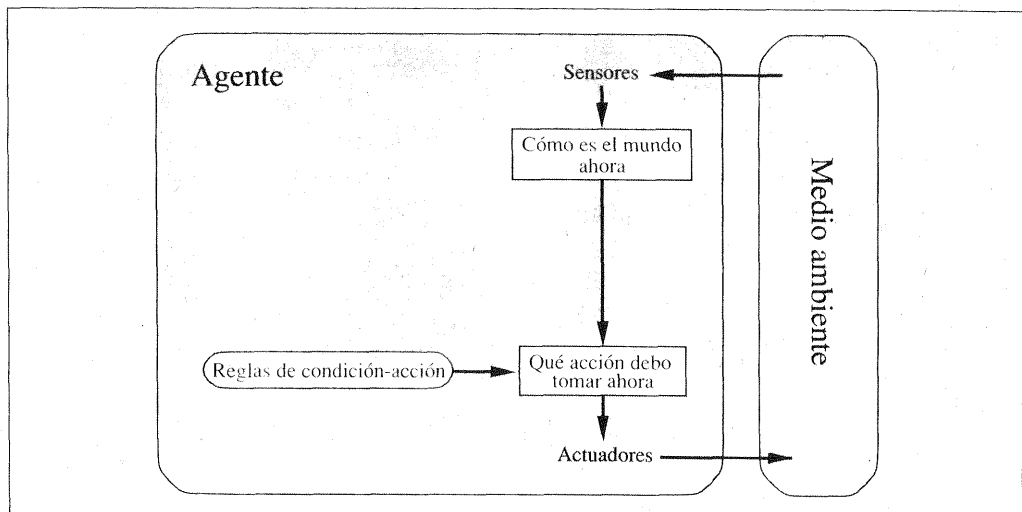 Agente
Sensores
Cómo es el mundo
ahora
Medio ambiente
Reglas de condición-acción
Qué acción debo
tomar ahora
Actuadores